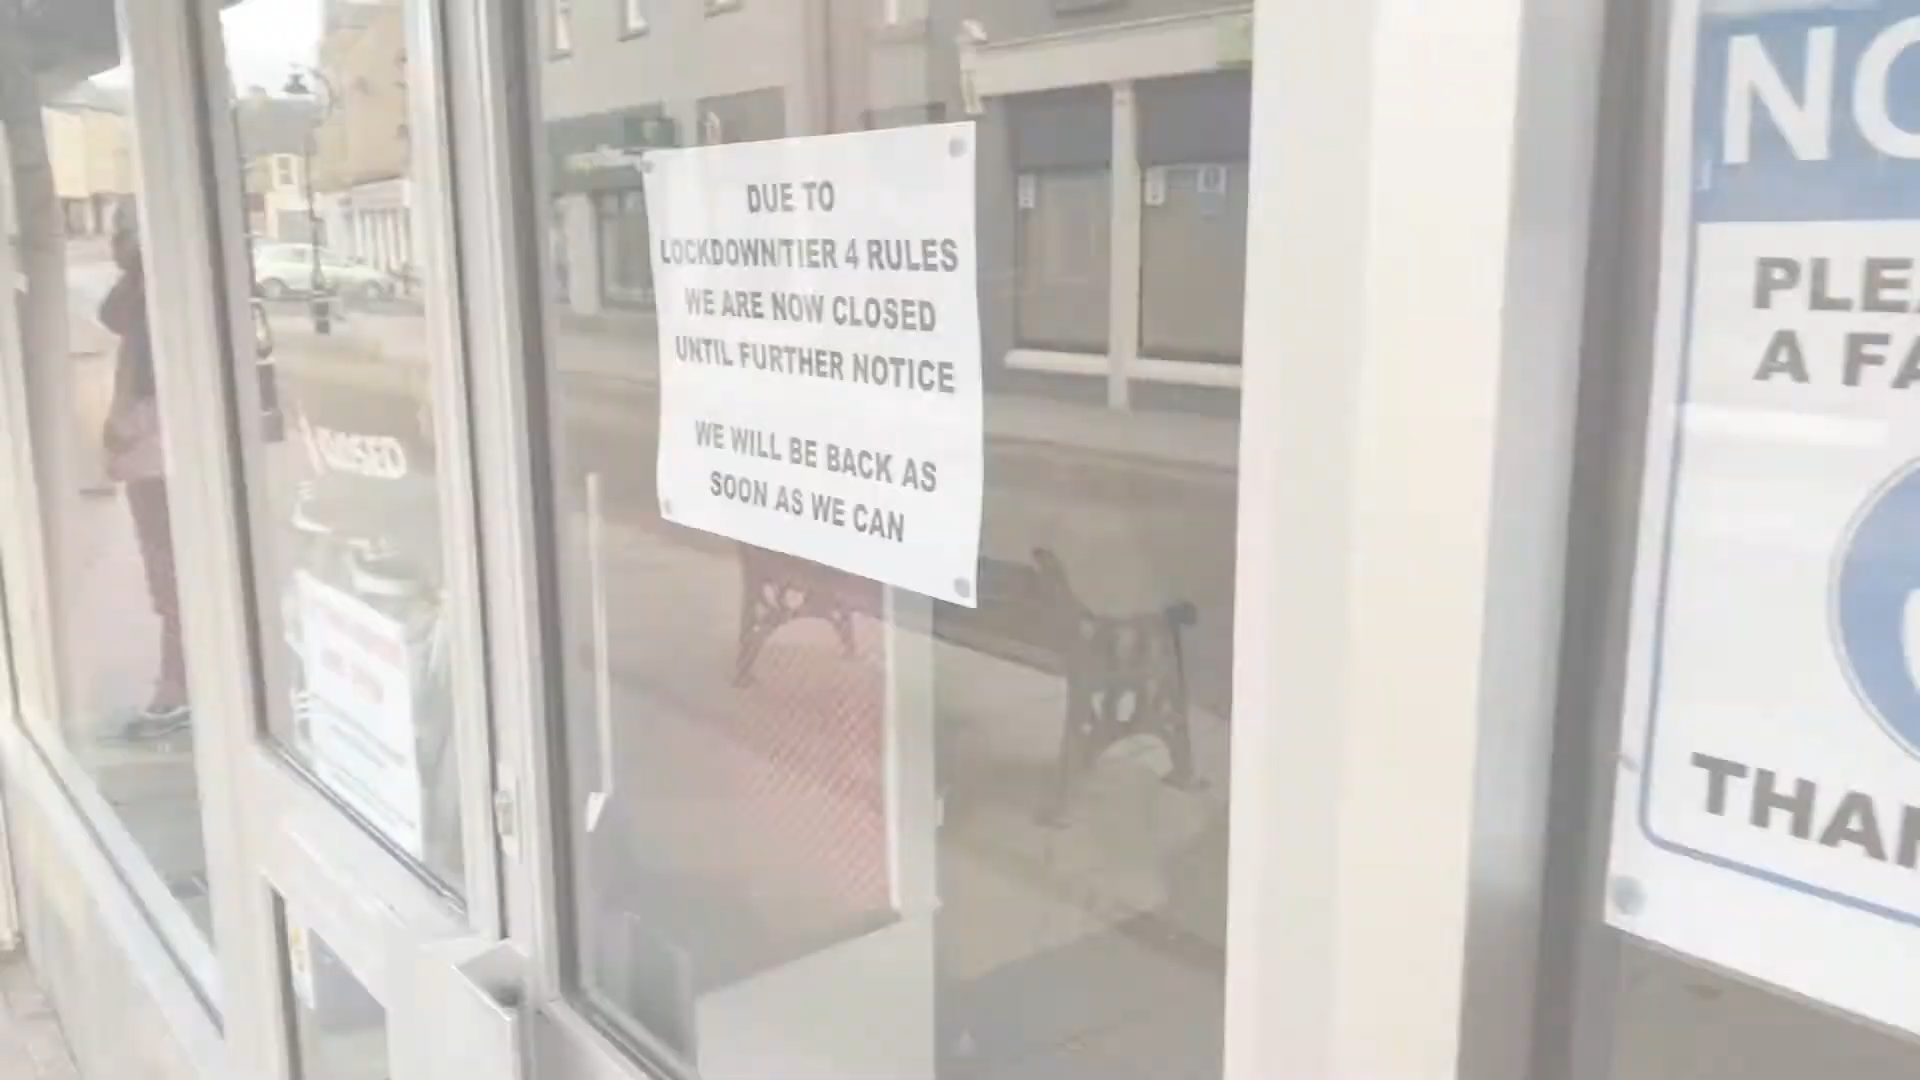 DUE TO
LOCKDOWN/TIER 4 RULES
WE ARE NOW CLOSED
UNTIL FURTHER NOTICE
WE WILL BE BACK AS
SOON AS WE CAN
CLOSED
NO
PLEA
A FA
THAN